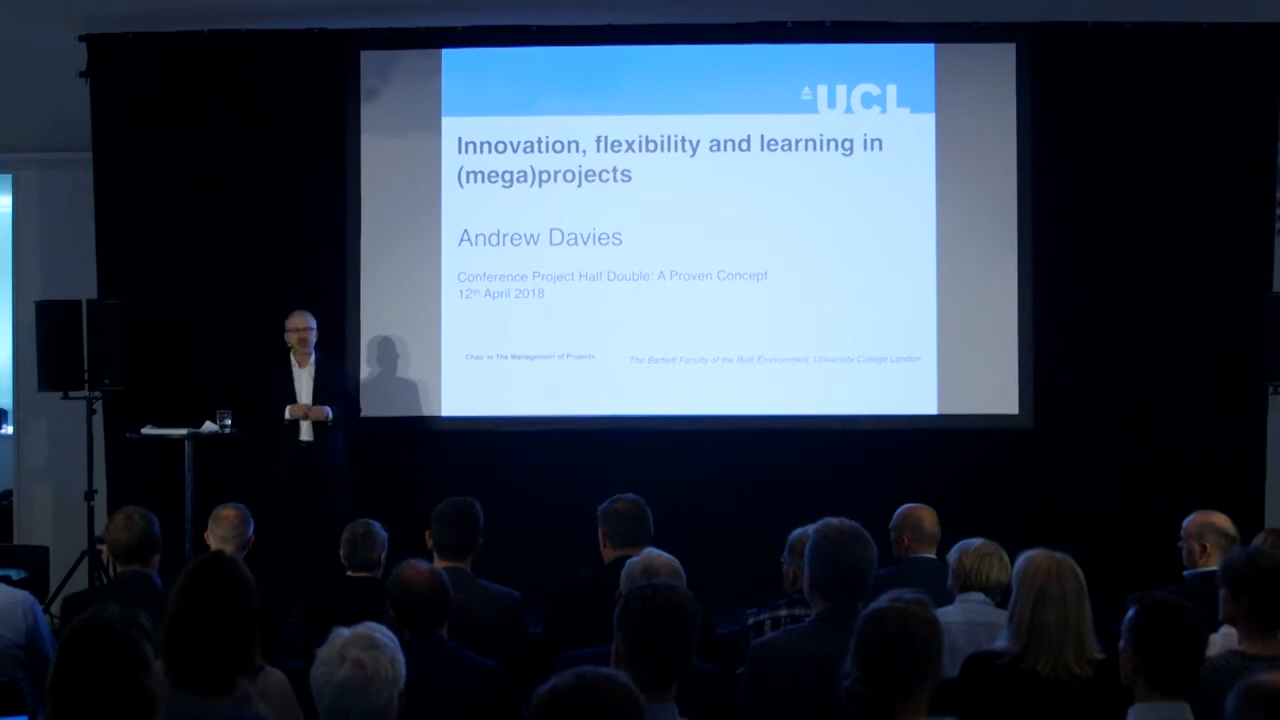 UCL
Innovation, flexibility and learning in
(mega)projects
Andrew Davies
Conference Project Half Double: A Proven Concept
12th April 2018
Chair in The Management of Projects
The Bartlett Faculty of the Built Environment, University College London